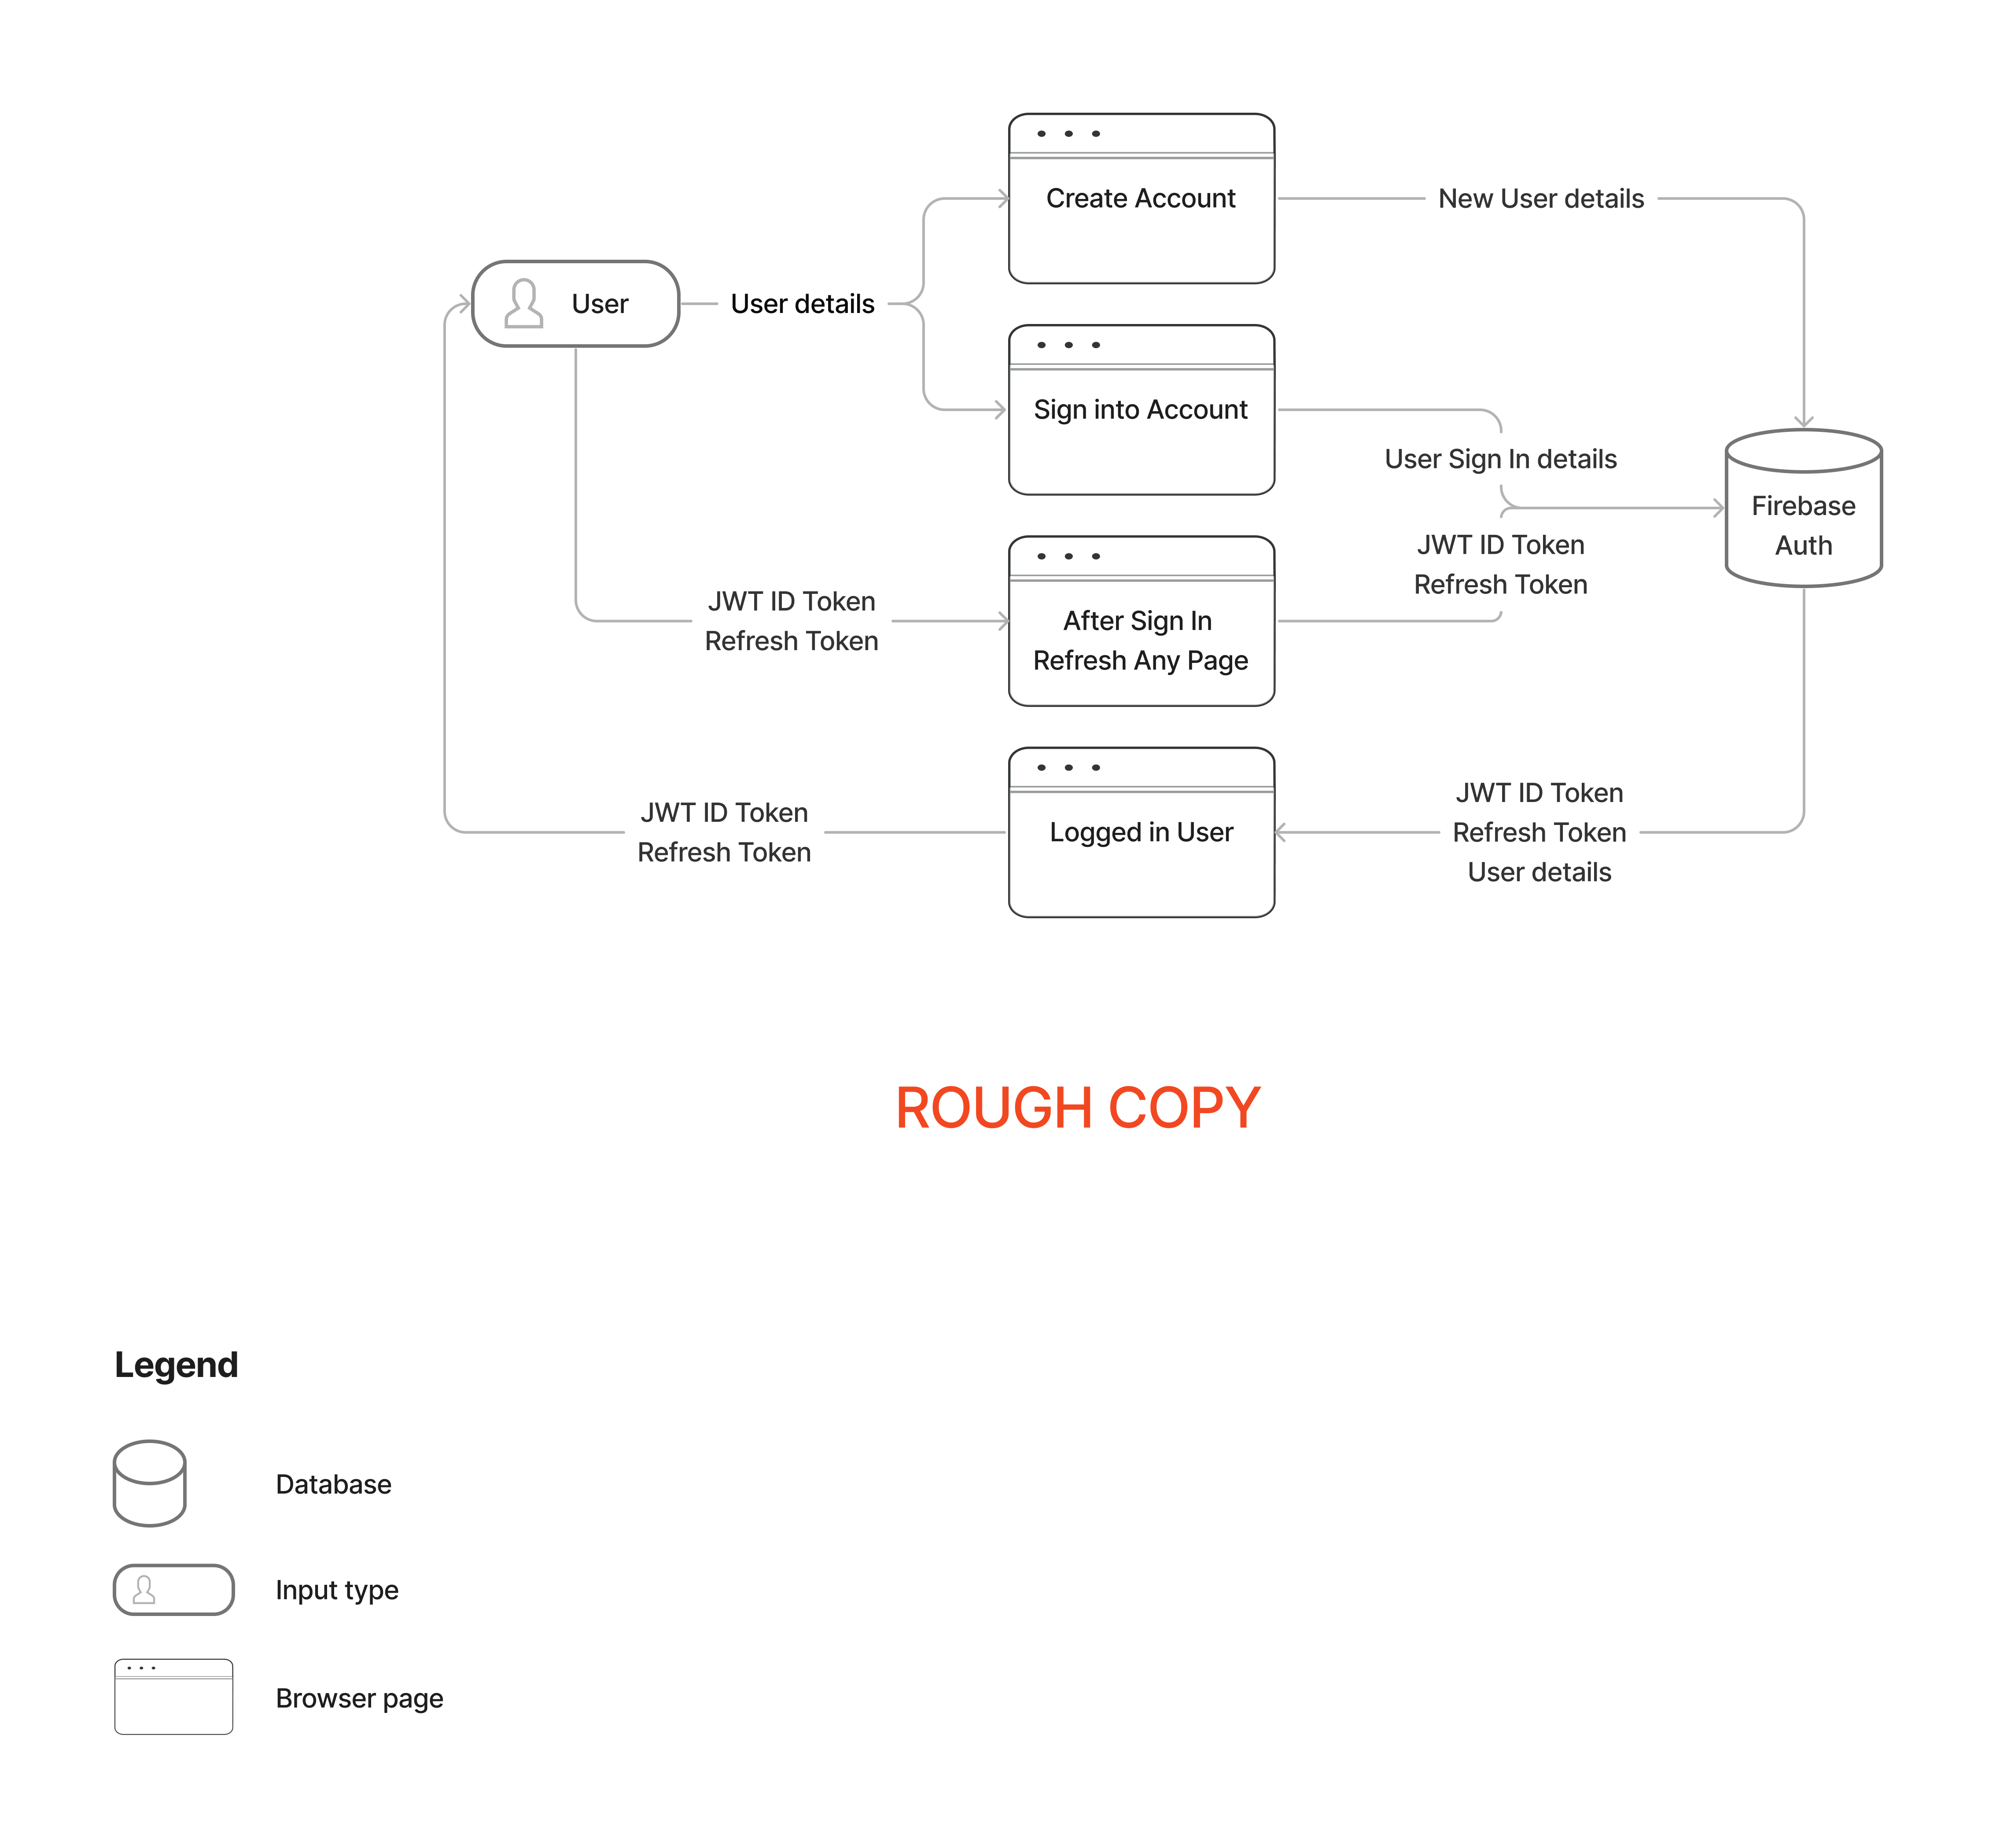 Create Account
New User details
User
User details
Sign into Account
User Sign In details
Firebase
Auth
JWT ID Token
Refresh Token
JWT ID Token
Refresh Token
After Sign In
Refresh Any Page
JWT ID Token
Refresh Token
Logged in User
JWT ID Token
Refresh Token
User details
ROUGH COPY
Legend
Database
Input type
Browser page